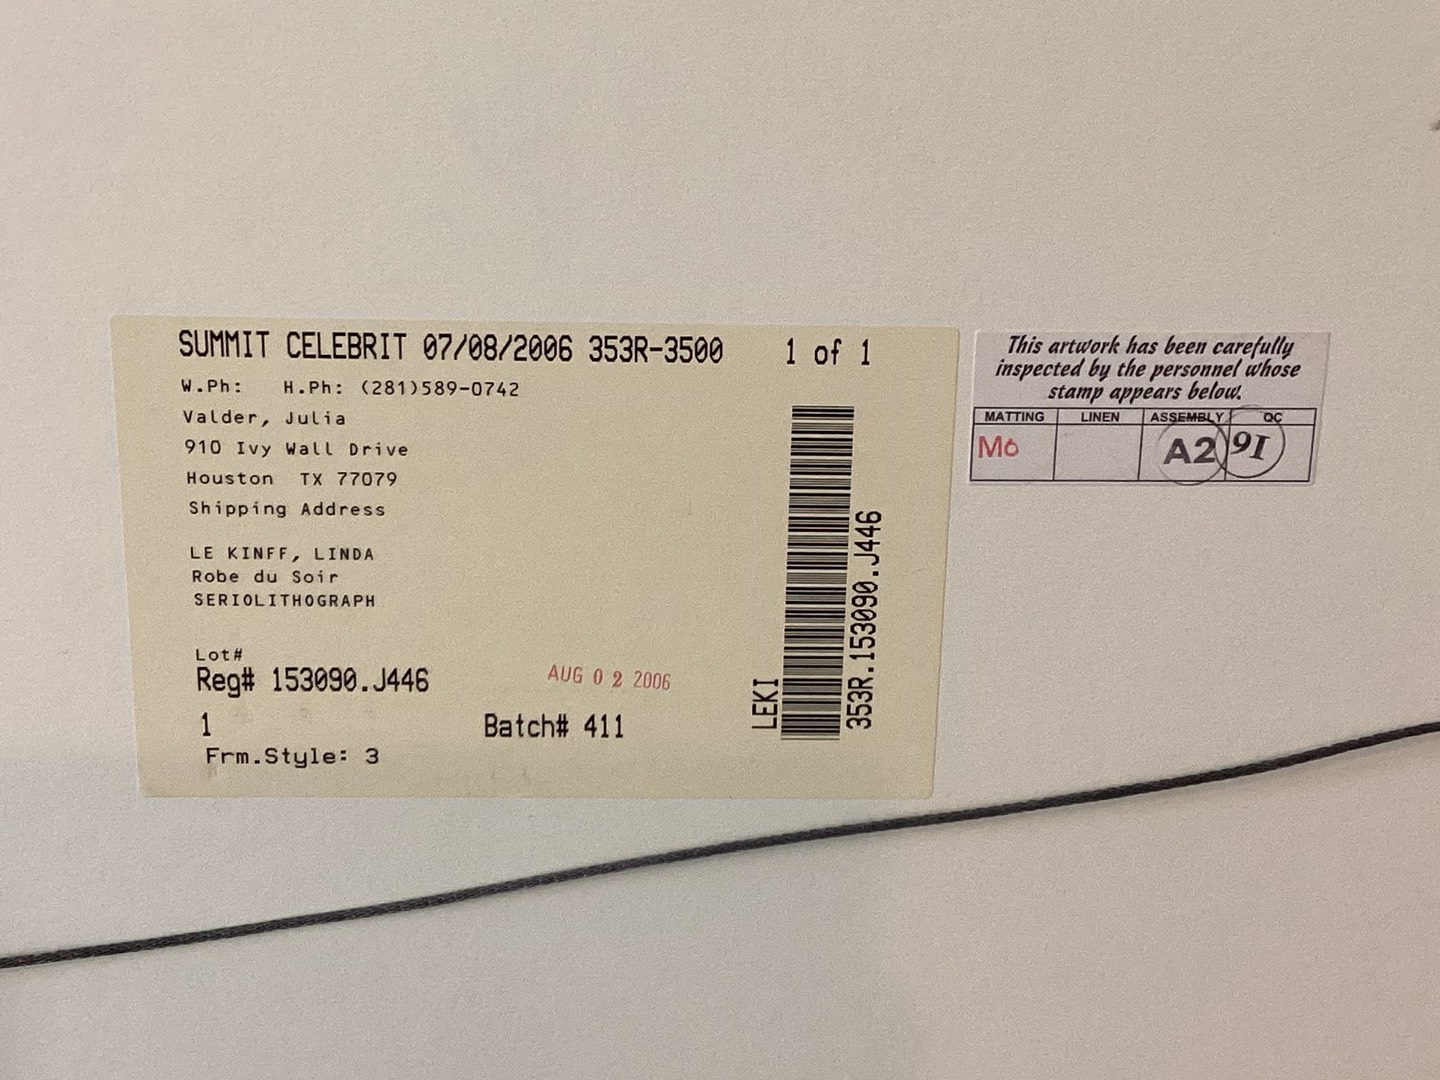 SUMMIT CELEBRIT 07/08/2006 353R-3500 1 of 1
W.Ph: H.Ph: (281)589-0742
Valder, Julia
910 Ivy Wall Drive
Houston TX 77079
Shipping Address
LE KINFF, LINDA
Robe du Soir
SERIOLITHOGRAPH
Lot#
Reg# 153090.J446
AUG 02 2006
1 Batch# 411
Frm.Style: 3
LEKI
353R.153090.J446
This artwork has been carefully
inspected by the personnel whose
stamp appears below.
MATTING LINEN ASSEMBLY QC
MO A2 91